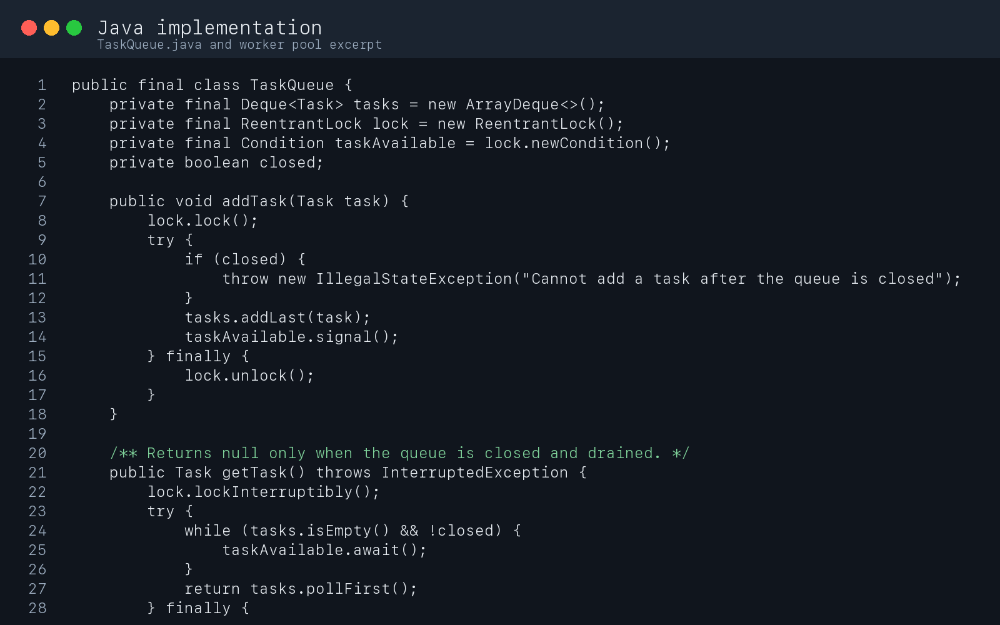 Java implementation
TaskQueue.java and worker pool excerpt
1 public final class TaskQueue {
2     private final Deque<Task> tasks = new ArrayDeque<>();
3     private final ReentrantLock lock = new ReentrantLock();
4     private final Condition taskAvailable = lock.newCondition();
5     private boolean closed;
6
7     public void addTask(Task task) {
8         lock.lock();
9         try {
10             if (closed) {
11                 throw new IllegalStateException("Cannot add a task after the queue is closed");
12             }
13             tasks.addLast(task);
14             taskAvailable.signal();
15         } finally {
16             lock.unlock();
17         }
18     }
19
20     /** Returns null only when the queue is closed and drained. */
21     public Task getTask() throws InterruptedException {
22         lock.lockInterruptibly();
23         try {
24             while (tasks.isEmpty() && !closed) {
25                 taskAvailable.await();
26             }
27             return tasks.pollFirst();
28         } finally {